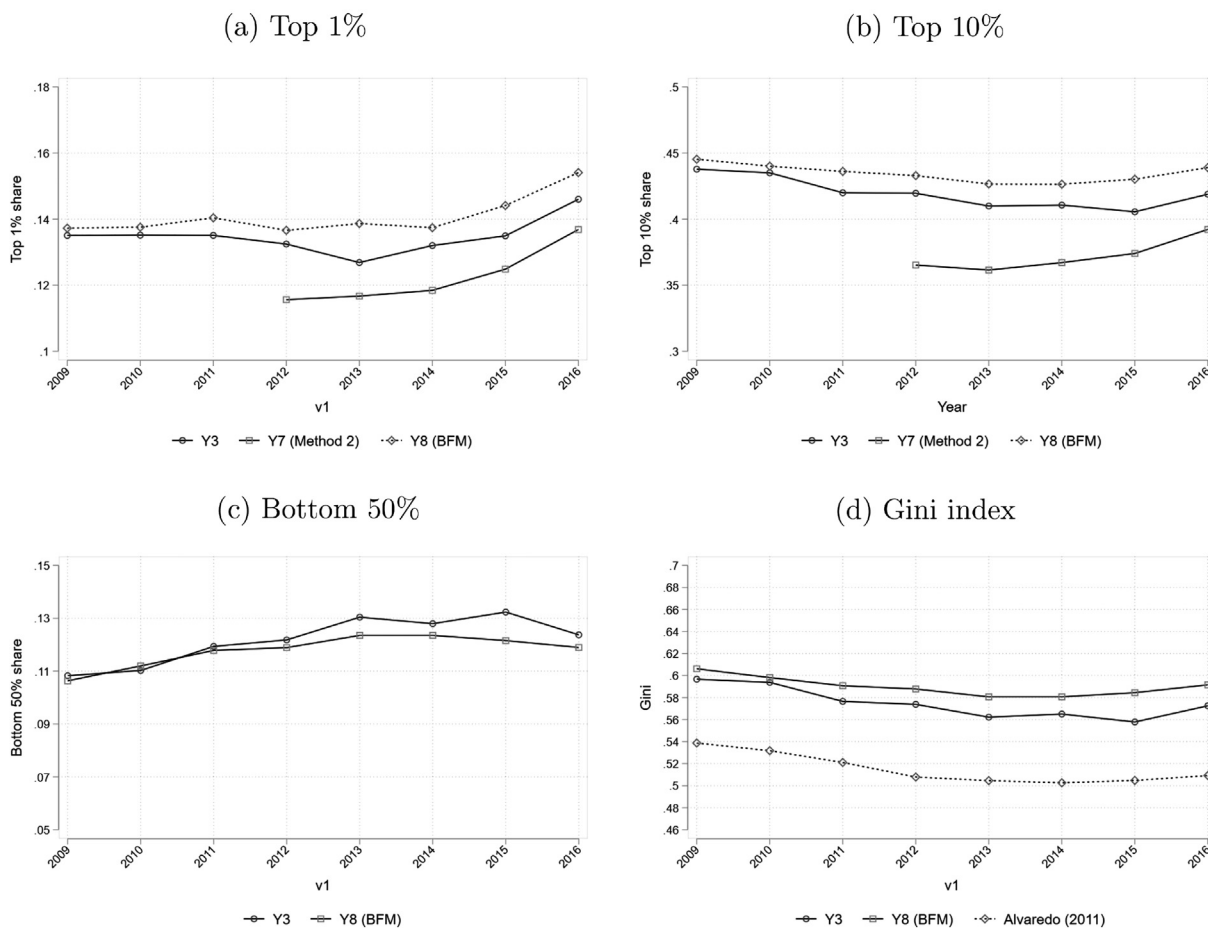 (a) Top 1%
Top 1% share
.18
.16
.14
.12
.1
2009 2010 2011 2012 2013 2014 2015 2016
v1
Y3 Y7 (Method 2) Y8 (BFM)
(b) Top 10%
Top 10% share
.5
.45
.4
.35
.3
2009 2010 2011 2012 2013 2014 2015 2016
Year
Y3 Y7 (Method 2) Y8 (BFM)
(c) Bottom 50%
Bottom 50% share
.15
.13
.11
.09
.07
.05
2009 2010 2011 2012 2013 2014 2015 2016
v1
Y3 Y8 (BFM)
(d) Gini index
Gini
.7
.68
.66
.64
.62
.6
.58
.56
.54
.52
.5
.48
.46
2009 2010 2011 2012 2013 2014 2015 2016
v1
Y3 Y8 (BFM) Alvaredo (2011)